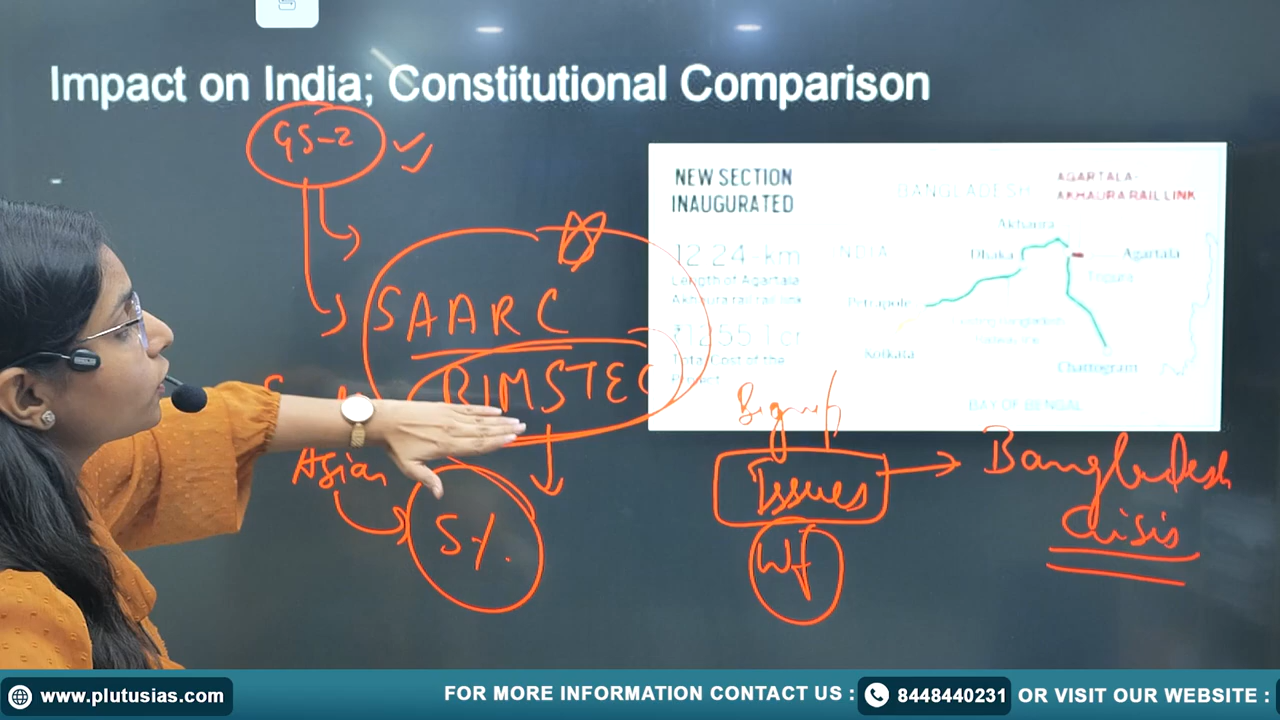 Impact on India; Constitutional Comparison
GS-2
SAARC
BIMSTEC
Asian
5%.
NEW SECTION
INAUGURATED
12.24-km
Length of Agartala
Akhaura rail link
₹1255.1 cr
Total Cost of the
Project
BANGLADESH
AGARTALA-
AKHAURA RAIL LINK
Akhaura
INDIA
Dhaka
Agartala
Tripura
Petrapole
Kolkata
Chattogram
BAY OF BENGAL
Issues
Wf
Bangladesh
Crisis
www.plutusias.com
FOR MORE INFORMATION CONTACT US : 8448440231 OR VISIT OUR WEBSITE :